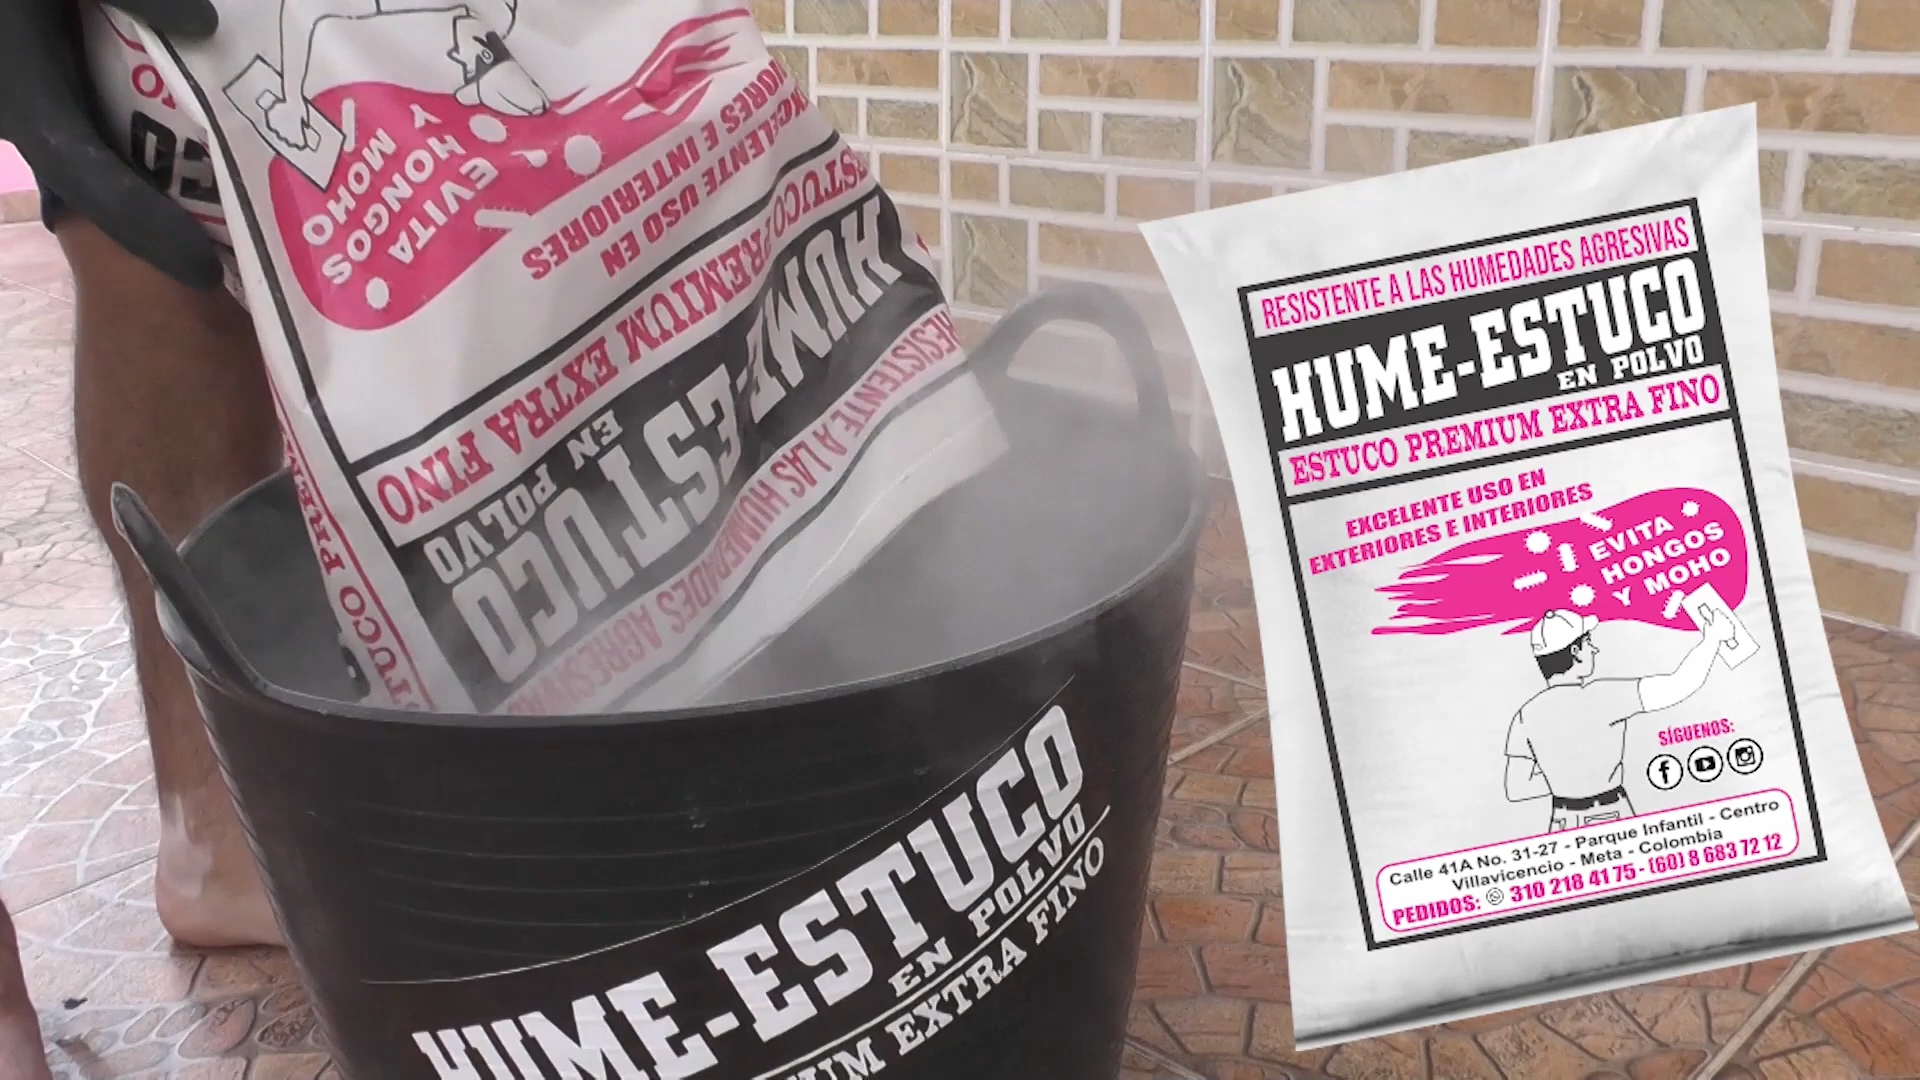 EVITA
HONGOS
Y MOHO
EXCELENTE USO EN
EXTERIORES E INTERIORES
ESTUCO PREMIUM EXTRA FINO
HUME-ESTUCO
EN POLVO
RESISTENTE A LAS HUMEDADES AGRESIVAS
HUME-ESTUCO
EN POLVO
EXTRA FINO
RESISTENTE A LAS HUMEDADES AGRESIVAS
HUME-ESTUCO
EN POLVO
ESTUCO PREMIUM EXTRA FINO
EXCELENTE USO EN
EXTERIORES E INTERIORES
EVITA
HONGOS
Y MOHO
SÍGUENOS:
Calle 41A No. 31-27 - Parque Infantil - Centro
Villavicencio - Meta - Colombia
PEDIDOS: 310 218 41 75 - (60) 8 683 72 12